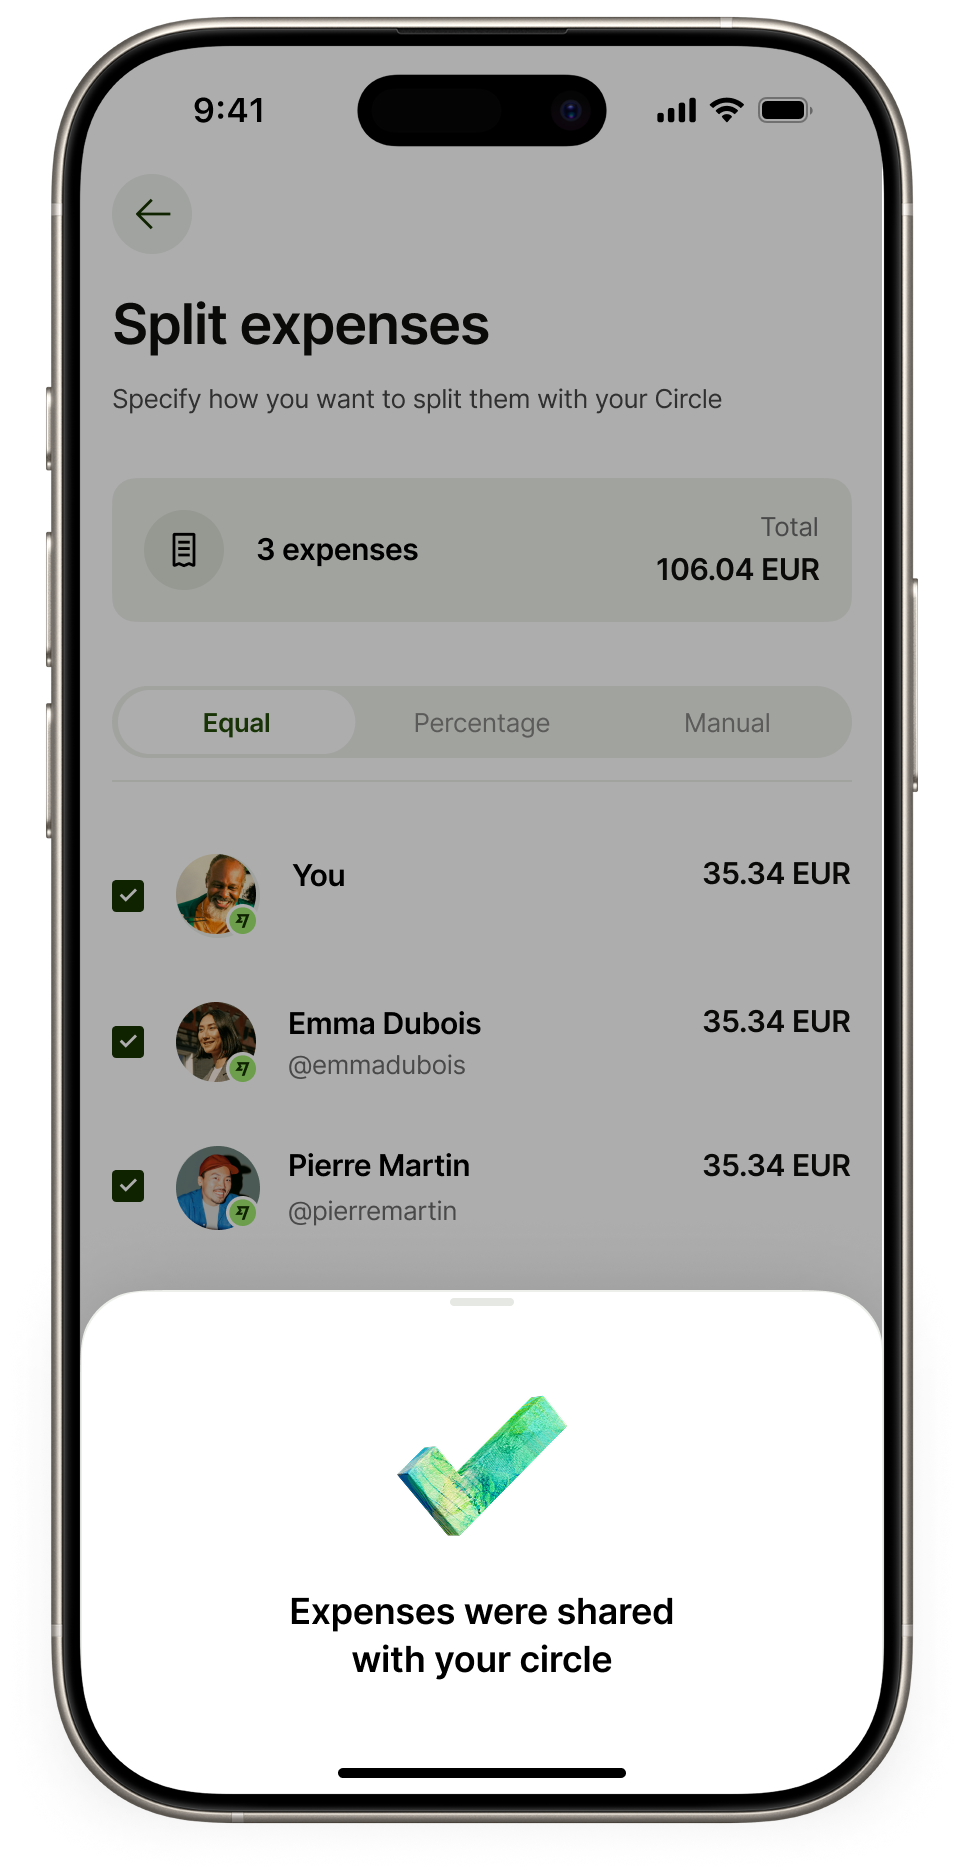 9:41
Split expenses
Specify how you want to split them with your Circle
3 expenses
Total
106.04 EUR
Equal
Percentage
Manual
You
35.34 EUR
Emma Dubois
35.34 EUR
@emmadubois
Pierre Martin
35.34 EUR
@pierremartin
Expenses were shared
with your circle